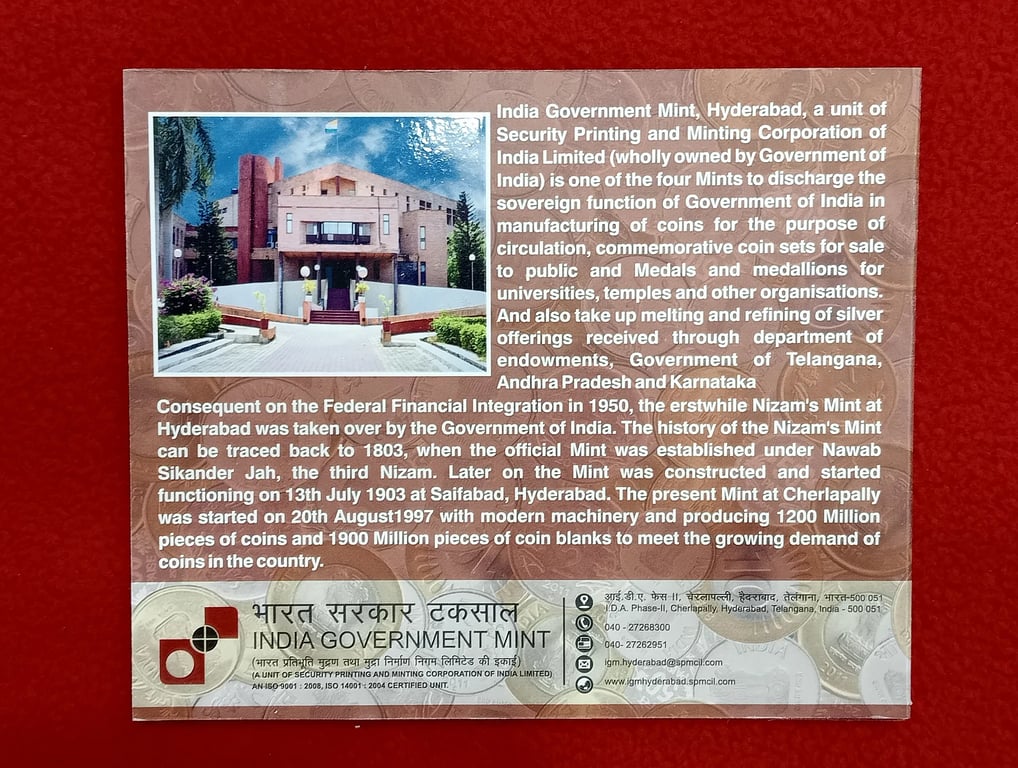 India Government Mint, Hyderabad, a unit of
Security Printing and Minting Corporation of
India Limited (wholly owned by Government of
India) is one of the four Mints to discharge the
sovereign function of Government of India in
manufacturing of coins for the purpose of
circulation, commemorative coin sets for sale
to public and Medals and medallions for
universities, temples and other organisations.
And also take up melting and refining of silver
offerings received through department of
endowments, Government of Telangana,
Andhra Pradesh and Karnataka
Consequent on the Federal Financial Integration in 1950, the erstwhile Nizam's Mint at
Hyderabad was taken over by the Government of India. The history of the Nizam's Mint
can be traced back to 1803, when the official Mint was established under Nawab
Sikander Jah, the third Nizam. Later on the Mint was constructed and started
functioning on 13th July 1903 at Saifabad, Hyderabad. The present Mint at Cherlapally
was started on 20th August1997 with modern machinery and producing 1200 Million
pieces of coins and 1900 Million pieces of coin blanks to meet the growing demand of
coins in the country.
भारत सरकार टकसाल
INDIA GOVERNMENT MINT
(भारत प्रतिभूति मुद्रण तथा मुद्रा निर्माण निगम लिमिटेड की इकाई)
(A UNIT OF SECURITY PRINTING AND MINTING CORPORATION OF INDIA LIMITED)
AN ISO 9001 : 2008, ISO 14001 : 2004 CERTIFIED UNIT.
आई.डी.ए. फेस II, चेरलापल्ली, हैदराबाद, तेलंगाना, भारत-500 051
I.D.A. Phase-II, Cherlapally, Hyderabad, Telangana, India - 500 051
040 - 27268300
040- 27262951
igm.hyderabad@spmcil.com
www.igmhyderabad.spmcil.com